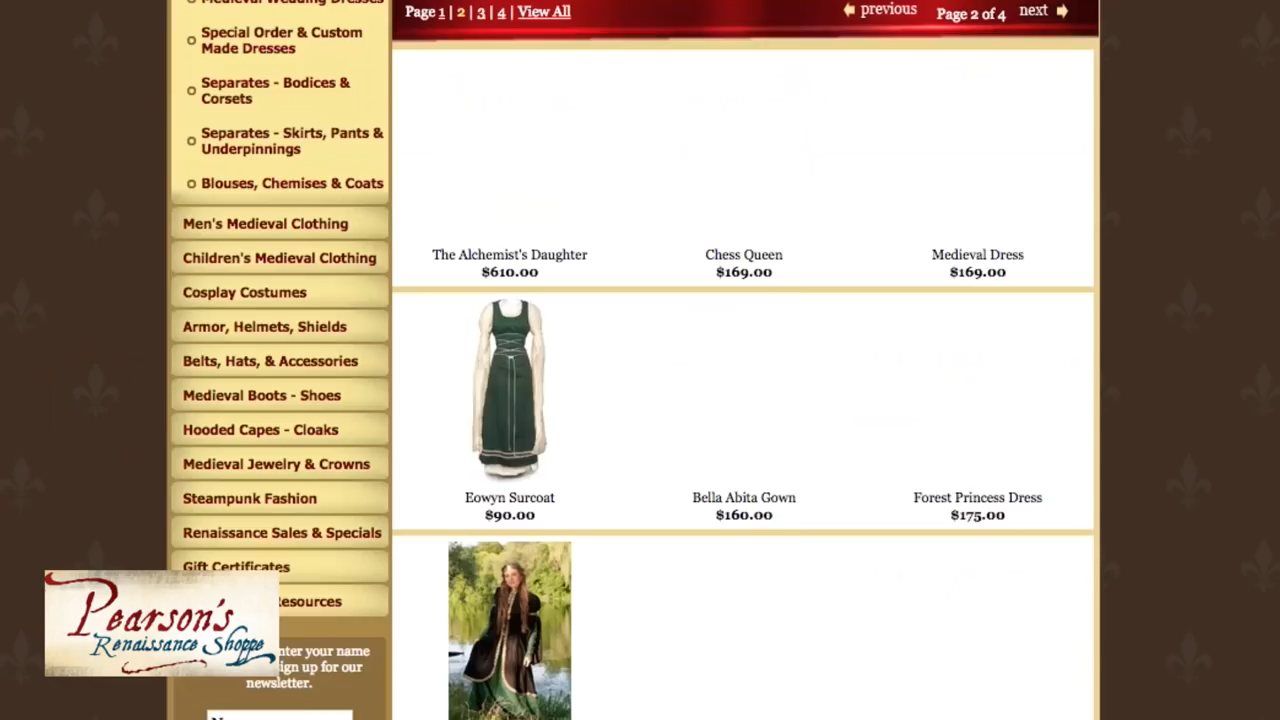 Medieval Wedding Dresses
Special Order & Custom
Made Dresses
Separates - Bodices &
Corsets
Separates - Skirts, Pants &
Underpinnings
Blouses, Chemises & Coats
Men's Medieval Clothing
Children's Medieval Clothing
Cosplay Costumes
Armor, Helmets, Shields
Belts, Hats, & Accessories
Medieval Boots - Shoes
Hooded Capes - Cloaks
Medieval Jewelry & Crowns
Steampunk Fashion
Renaissance Sales & Specials
Gift Certificates
Resources
enter your name
sign up for our
newsletter.
Pearson's
Renaissance Shoppe
Page 1 | 2 | 3 | 4 | View All
previous Page 2 of 4 next
The Alchemist's Daughter
$610.00
Chess Queen
$169.00
Medieval Dress
$169.00
Eowyn Surcoat
$90.00
Bella Abita Gown
$160.00
Forest Princess Dress
$175.00